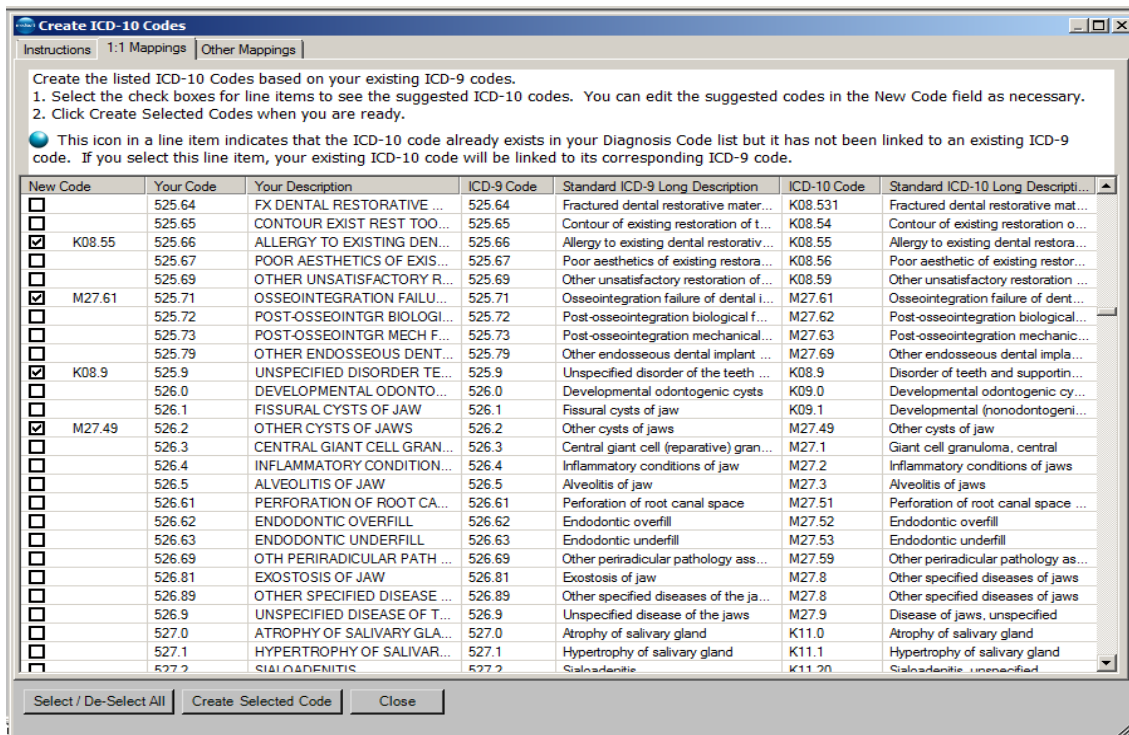 Create ICD-10 Codes
Instructions 1:1 Mappings Other Mappings
Create the listed ICD-10 Codes based on your existing ICD-9 codes.
1. Select the check boxes for line items to see the suggested ICD-10 codes. You can edit the suggested codes in the New Code field as necessary.
2. Click Create Selected Codes when you are ready.
This icon in a line item indicates that the ICD-10 code already exists in your Diagnosis Code list but it has not been linked to an existing ICD-9
code. If you select this line item, your existing ICD-10 code will be linked to its corresponding ICD-9 code.
New Code Your Code Your Description ICD-9 Code Standard ICD-9 Long Description ICD-10 Code Standard ICD-10 Long Descripti...
525.64 FX DENTAL RESTORATIVE ... 525.64 Fractured dental restorative mater... K08.531 Fractured dental restorative mat...
525.65 CONTOUR EXIST REST TOO... 525.65 Contour of existing restoration of t... K08.54 Contour of existing restoration o...
K08.55 525.66 ALLERGY TO EXISTING DEN... 525.66 Allergy to existing dental restorativ... K08.55 Allergy to existing dental restora...
525.67 POOR AESTHETICS OF EXIS... 525.67 Poor aesthetics of existing restora... K08.56 Poor aesthetic of existing restor...
525.69 OTHER UNSATISFACTORY R... 525.69 Other unsatisfactory restoration of... K08.59 Other unsatisfactory restoration ...
M27.61 525.71 OSSEOINTEGRATION FAILU... 525.71 Osseointegration failure of dental i... M27.61 Osseointegration failure of dent...
525.72 POST-OSSEOINTGR BIOLOGI... 525.72 Post-osseointegration biological f... M27.62 Post-osseointegration biological...
525.73 POST-OSSEOINTGR MECH F... 525.73 Post-osseointegration mechanical... M27.63 Post-osseointegration mechanic...
525.79 OTHER ENDOSSEOUS DENT... 525.79 Other endosseous dental implant ... M27.69 Other endosseous dental impla...
K08.9 525.9 UNSPECIFIED DISORDER TE... 525.9 Unspecified disorder of the teeth ... K08.9 Disorder of teeth and supportin...
526.0 DEVELOPMENTAL ODONTO... 526.0 Developmental odontogenic cysts K09.0 Developmental odontogenic cy...
526.1 FISSURAL CYSTS OF JAW 526.1 Fissural cysts of jaw K09.1 Developmental (nonodontogeni...
M27.49 526.2 OTHER CYSTS OF JAWS 526.2 Other cysts of jaws M27.49 Other cysts of jaw
526.3 CENTRAL GIANT CELL GRAN... 526.3 Central giant cell (reparative) gran... M27.1 Giant cell granuloma, central
526.4 INFLAMMATORY CONDITION... 526.4 Inflammatory conditions of jaw M27.2 Inflammatory conditions of jaws
526.5 ALVEOLITIS OF JAW 526.5 Alveolitis of jaw M27.3 Alveolitis of jaws
526.61 PERFORATION OF ROOT CA... 526.61 Perforation of root canal space M27.51 Perforation of root canal space ...
526.62 ENDODONTIC OVERFILL 526.62 Endodontic overfill M27.52 Endodontic overfill
526.63 ENDODONTIC UNDERFILL 526.63 Endodontic underfill M27.53 Endodontic underfill
526.69 OTH PERIRADICULAR PATH ... 526.69 Other periradicular pathology ass... M27.59 Other periradicular pathology as...
526.81 EXOSTOSIS OF JAW 526.81 Exostosis of jaw M27.8 Other specified diseases of jaws
526.89 OTHER SPECIFIED DISEASE ... 526.89 Other specified diseases of the ja... M27.8 Other specified diseases of jaws
526.9 UNSPECIFIED DISEASE OF T... 526.9 Unspecified disease of the jaws M27.9 Disease of jaws, unspecified
527.0 ATROPHY OF SALIVARY GLA... 527.0 Atrophy of salivary gland K11.0 Atrophy of salivary gland
527.1 HYPERTROPHY OF SALIVAR... 527.1 Hypertrophy of salivary gland K11.1 Hypertrophy of salivary gland
527.2 SIALOADENITIS 527.2 Sialoadenitis K11.20 Sialoadenitis, unspecified
Select / De-Select All Create Selected Code Close